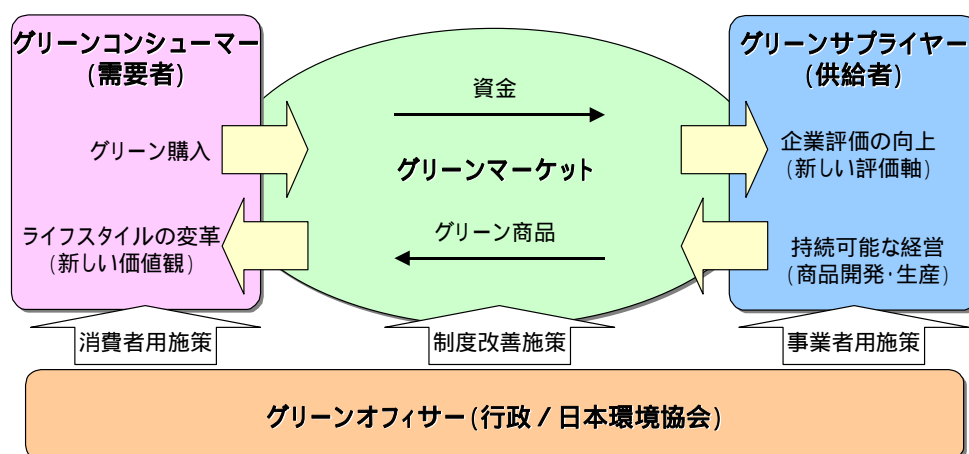 グリーンコンシューマー
(需要者)
グリーン購入
ライフスタイルの変革
(新しい価値観)
資金
グリーンマーケット
グリーン商品
グリーンサプライヤー
(供給者)
企業評価の向上
(新しい評価軸)
持続可能な経営
(商品開発・生産)
消費者用施策
制度改善施策
事業者用施策
グリーンオフィサー(行政 / 日本環境協会)